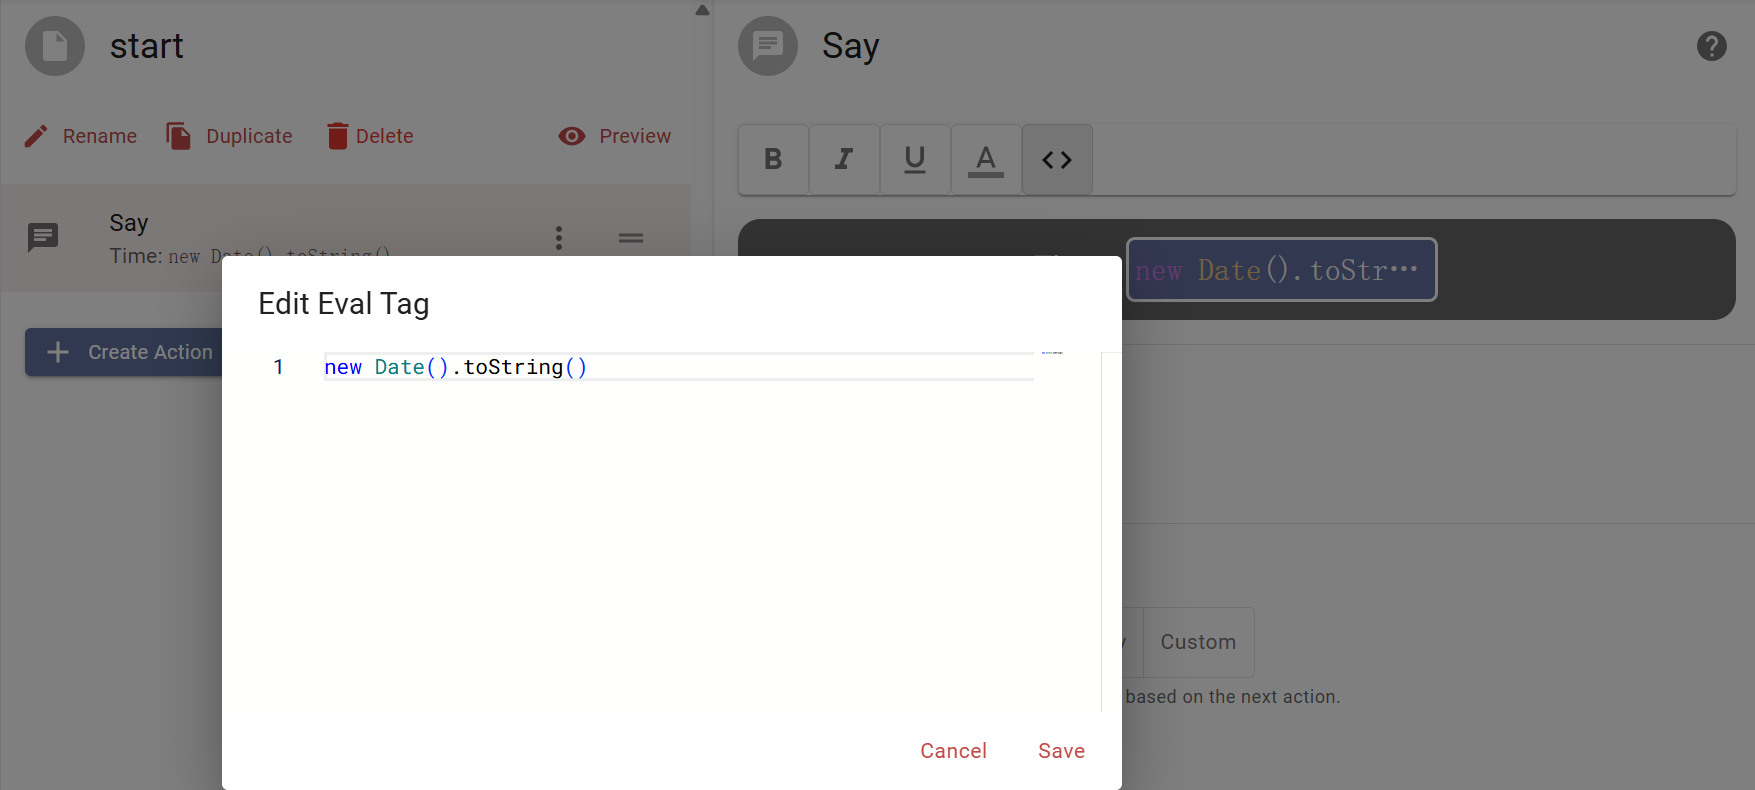 start
Rename Duplicate Delete Preview
Say
Time: new Date().toString()
Create Action
Say
B I U A <>
new Date().toStr···
Edit Eval Tag
1 new Date().toString()
Custom
based on the next action.
Cancel Save